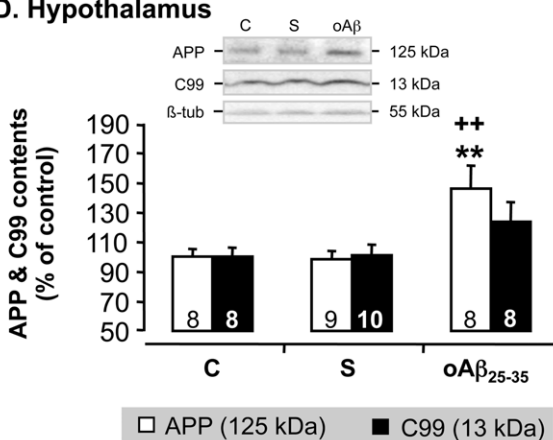 D. Hypothalamus
C S oAβ
APP 125 kDa
C99 13 kDa
ß-tub 55 kDa
APP & C99 contents
(% of control)
190
170
150
130
110
90
70
50
++
**
8 8 9 10 8 8
C S oAβ25-35
APP (125 kDa) C99 (13 kDa)